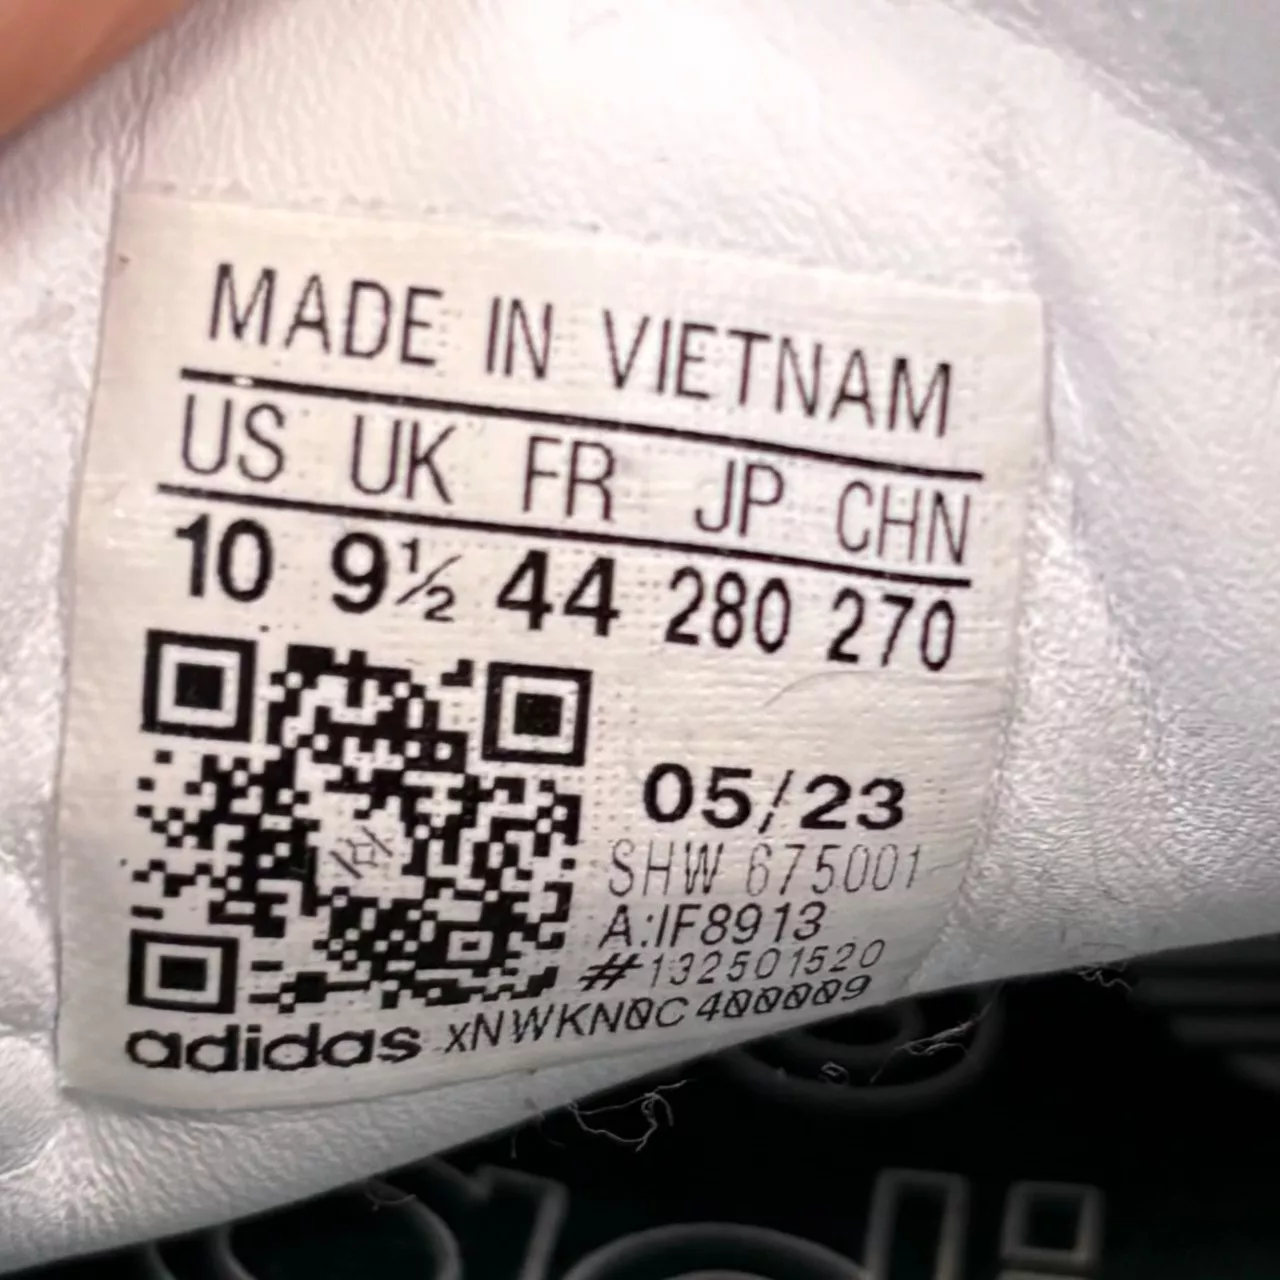 MADE IN VIETNAM
US UK FR JP CHN
10 9½ 44 280 270
05/23
SHW 675001
A:IF8913
#132501520
adidas xNWKN0C400009